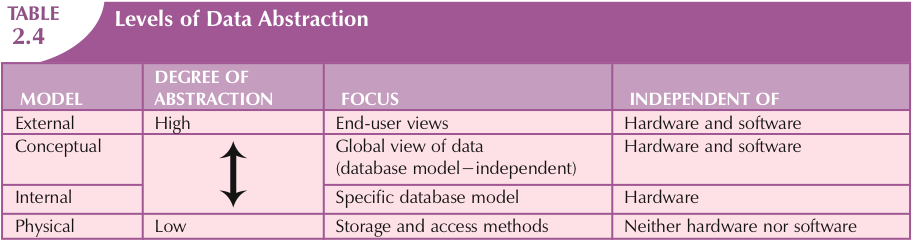 TABLE
2.4
Levels of Data Abstraction
MODEL
DEGREE OF
ABSTRACTION
FOCUS
INDEPENDENT OF
External
High
End-user views
Hardware and software
Conceptual
Global view of data
(database model−independent)
Hardware and software
Internal
Specific database model
Hardware
Physical
Low
Storage and access methods
Neither hardware nor software